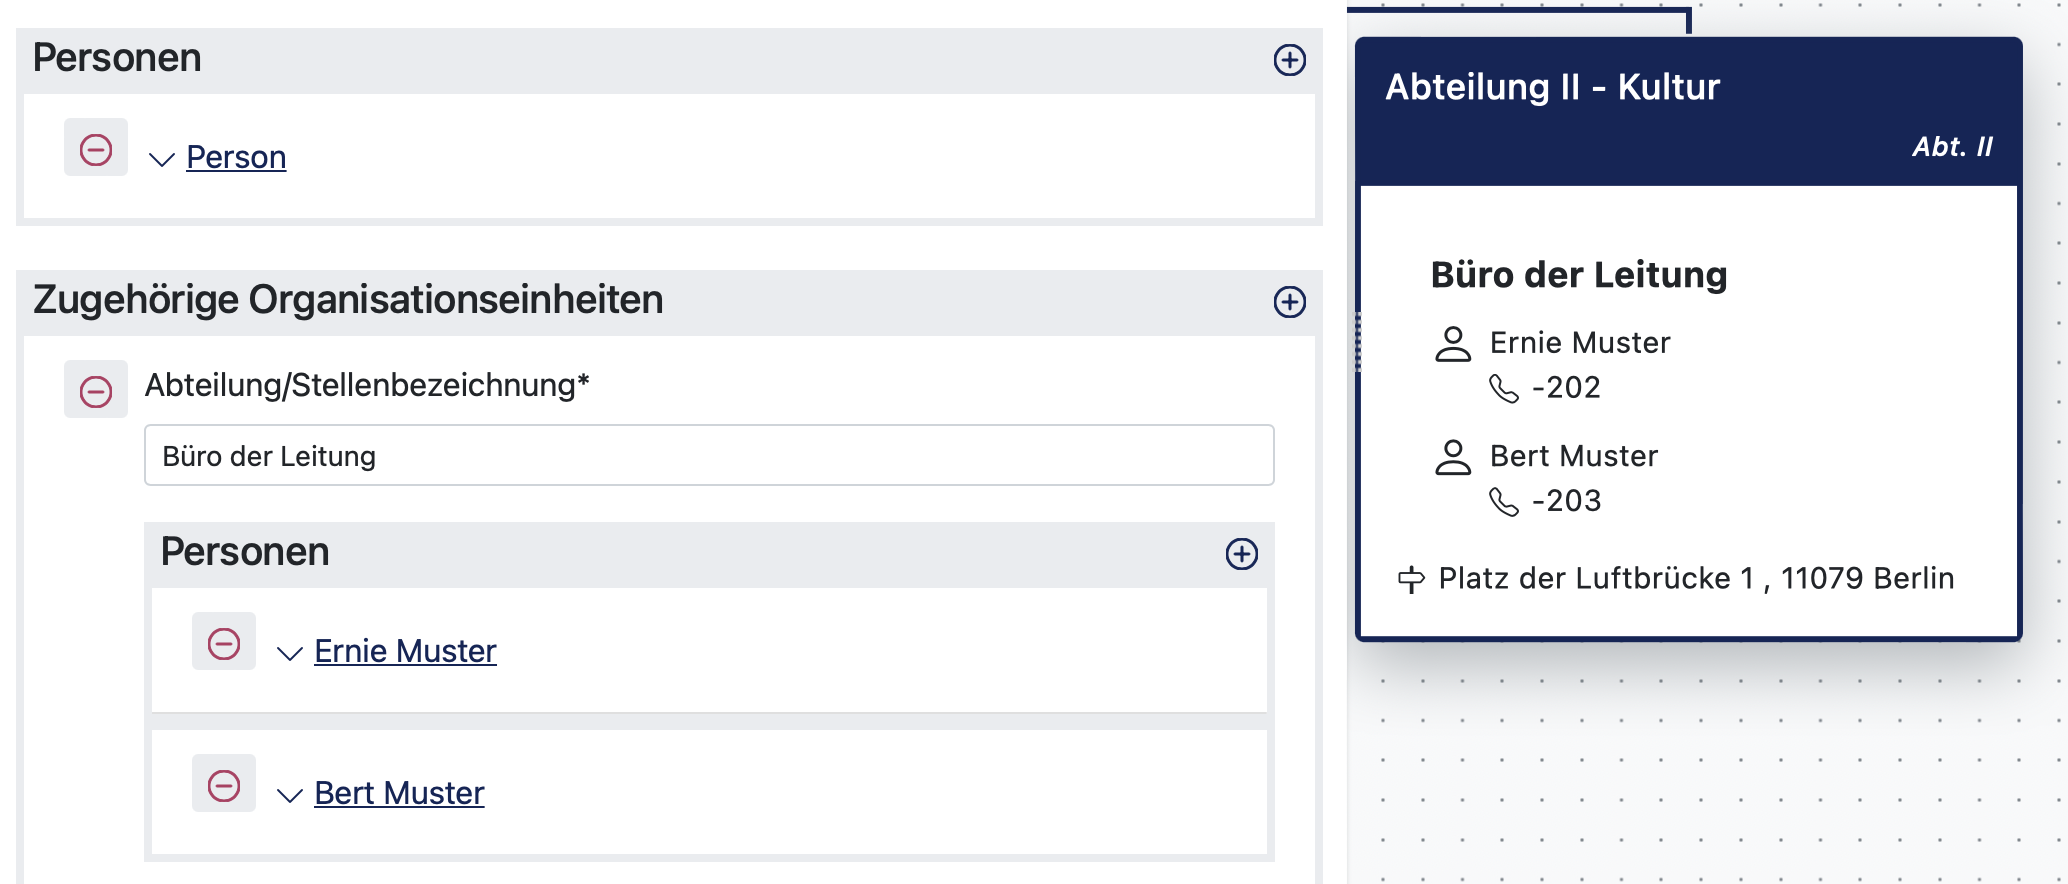 Personen
Person
Zugehörige Organisationseinheiten
Abteilung/Stellenbezeichnung*
Büro der Leitung
Personen
Ernie Muster
Bert Muster
Abteilung II - Kultur
Abt. II
Büro der Leitung
Ernie Muster
-202
Bert Muster
-203
Platz der Luftbrücke 1 , 11079 Berlin